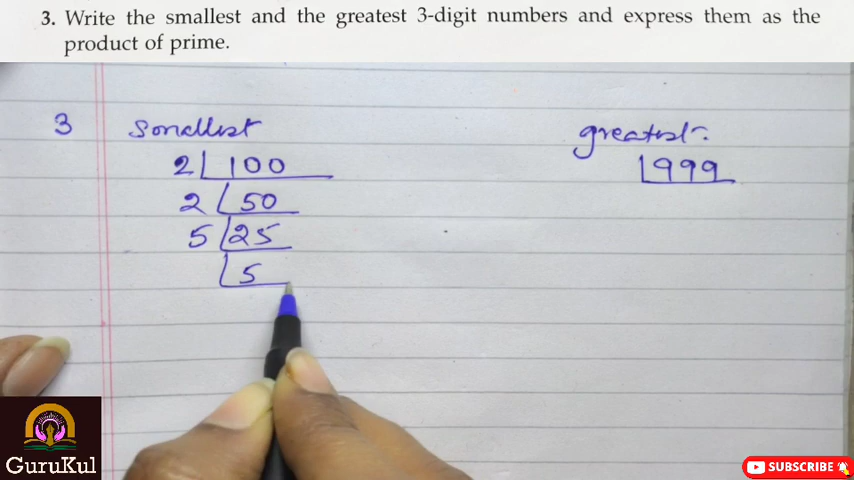 3. Write the smallest and the greatest 3-digit numbers and express them as the
product of prime.
3 Smallest
2 100
2 50
5 25
5
greatest:
999
GuruKul
SUBSCRIBE